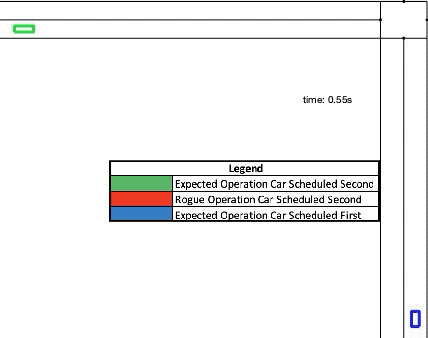 time: 0.55s
Legend
Expected Operation Car Scheduled Second
Rogue Operation Car Scheduled Second
Expected Operation Car Scheduled First